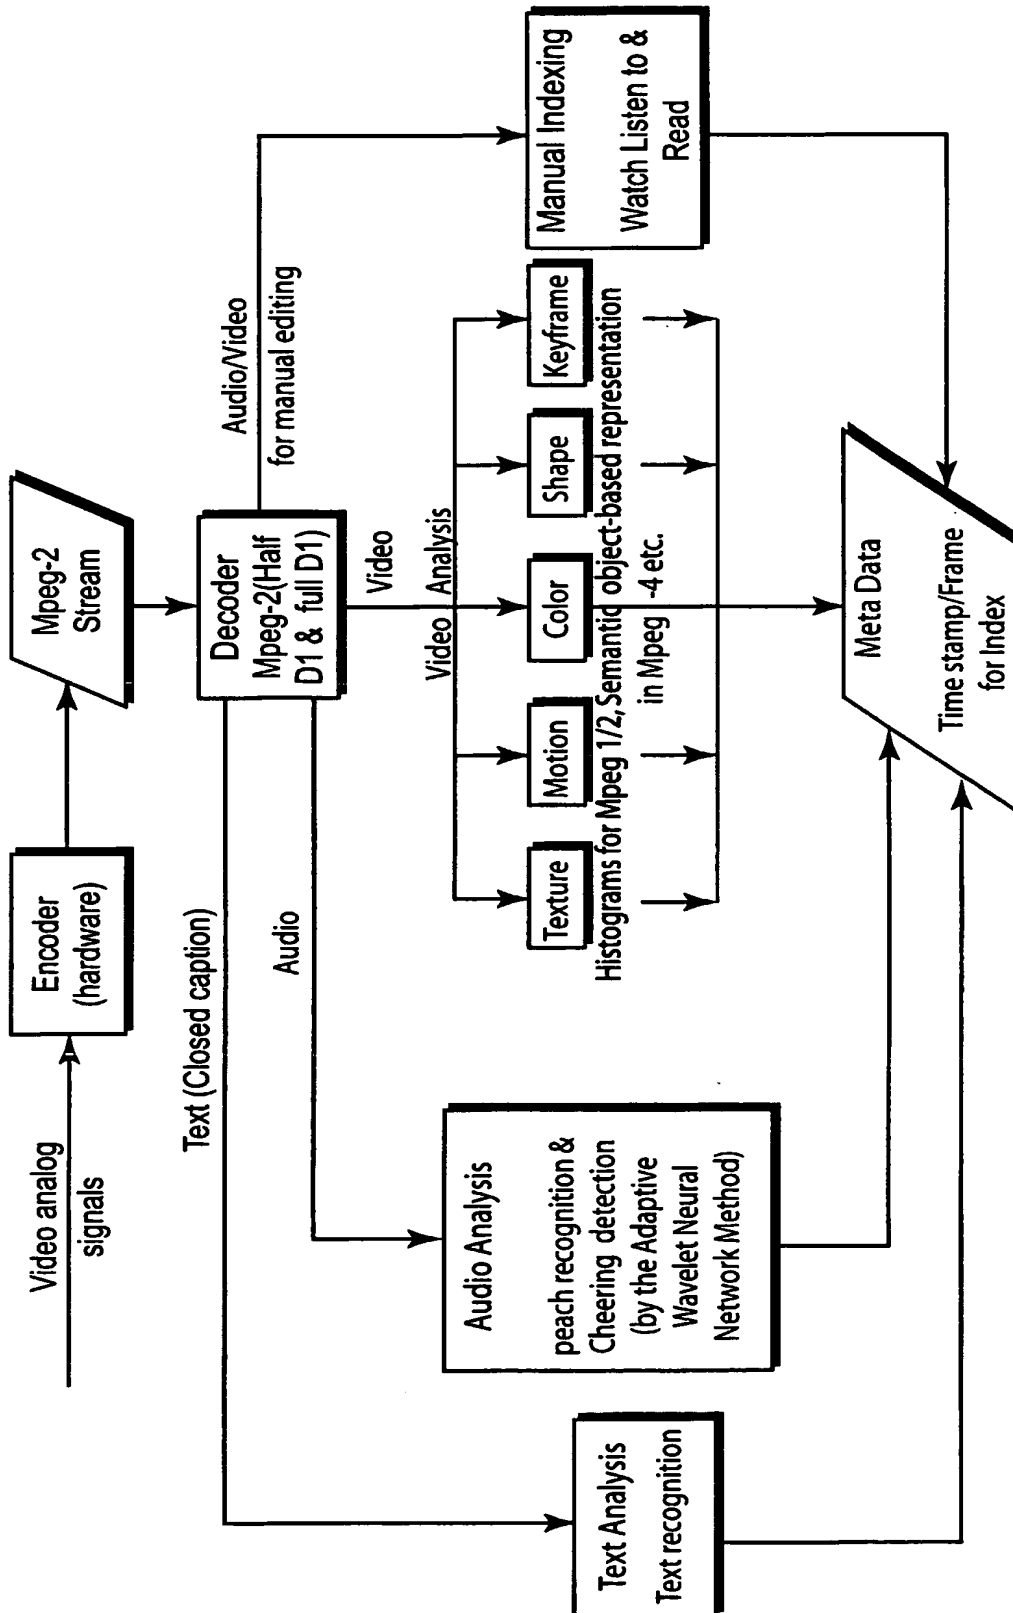 Video analog
signals
Encoder
(hardware)
Mpeg-2
Stream
Decoder
Mpeg-2(Half
D1 & full D1)
Text (Closed caption)
Audio
Video
Audio/Video
for manual editing
Video Analysis
Text Analysis
Text recognition
Audio Analysis
peach recognition &
Cheering detection
(by the Adaptive
Wavelet Neural
Network Method)
Texture
Motion
Color
Shape
Keyframe
Histograms for Mpeg 1/2, Semantic object-based representation
in Mpeg -4 etc.
Manual Indexing
Watch Listen to &
Read
Meta Data
Time stamp/Frame
for Index